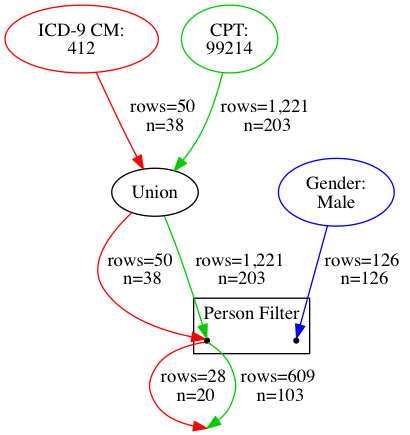 ICD-9 CM:
412
CPT:
99214
rows=50
n=38
rows=1,221
n=203
Union
Gender:
Male
rows=50
n=38
rows=1,221
n=203
rows=126
n=126
Person Filter
rows=28
n=20
rows=609
n=103